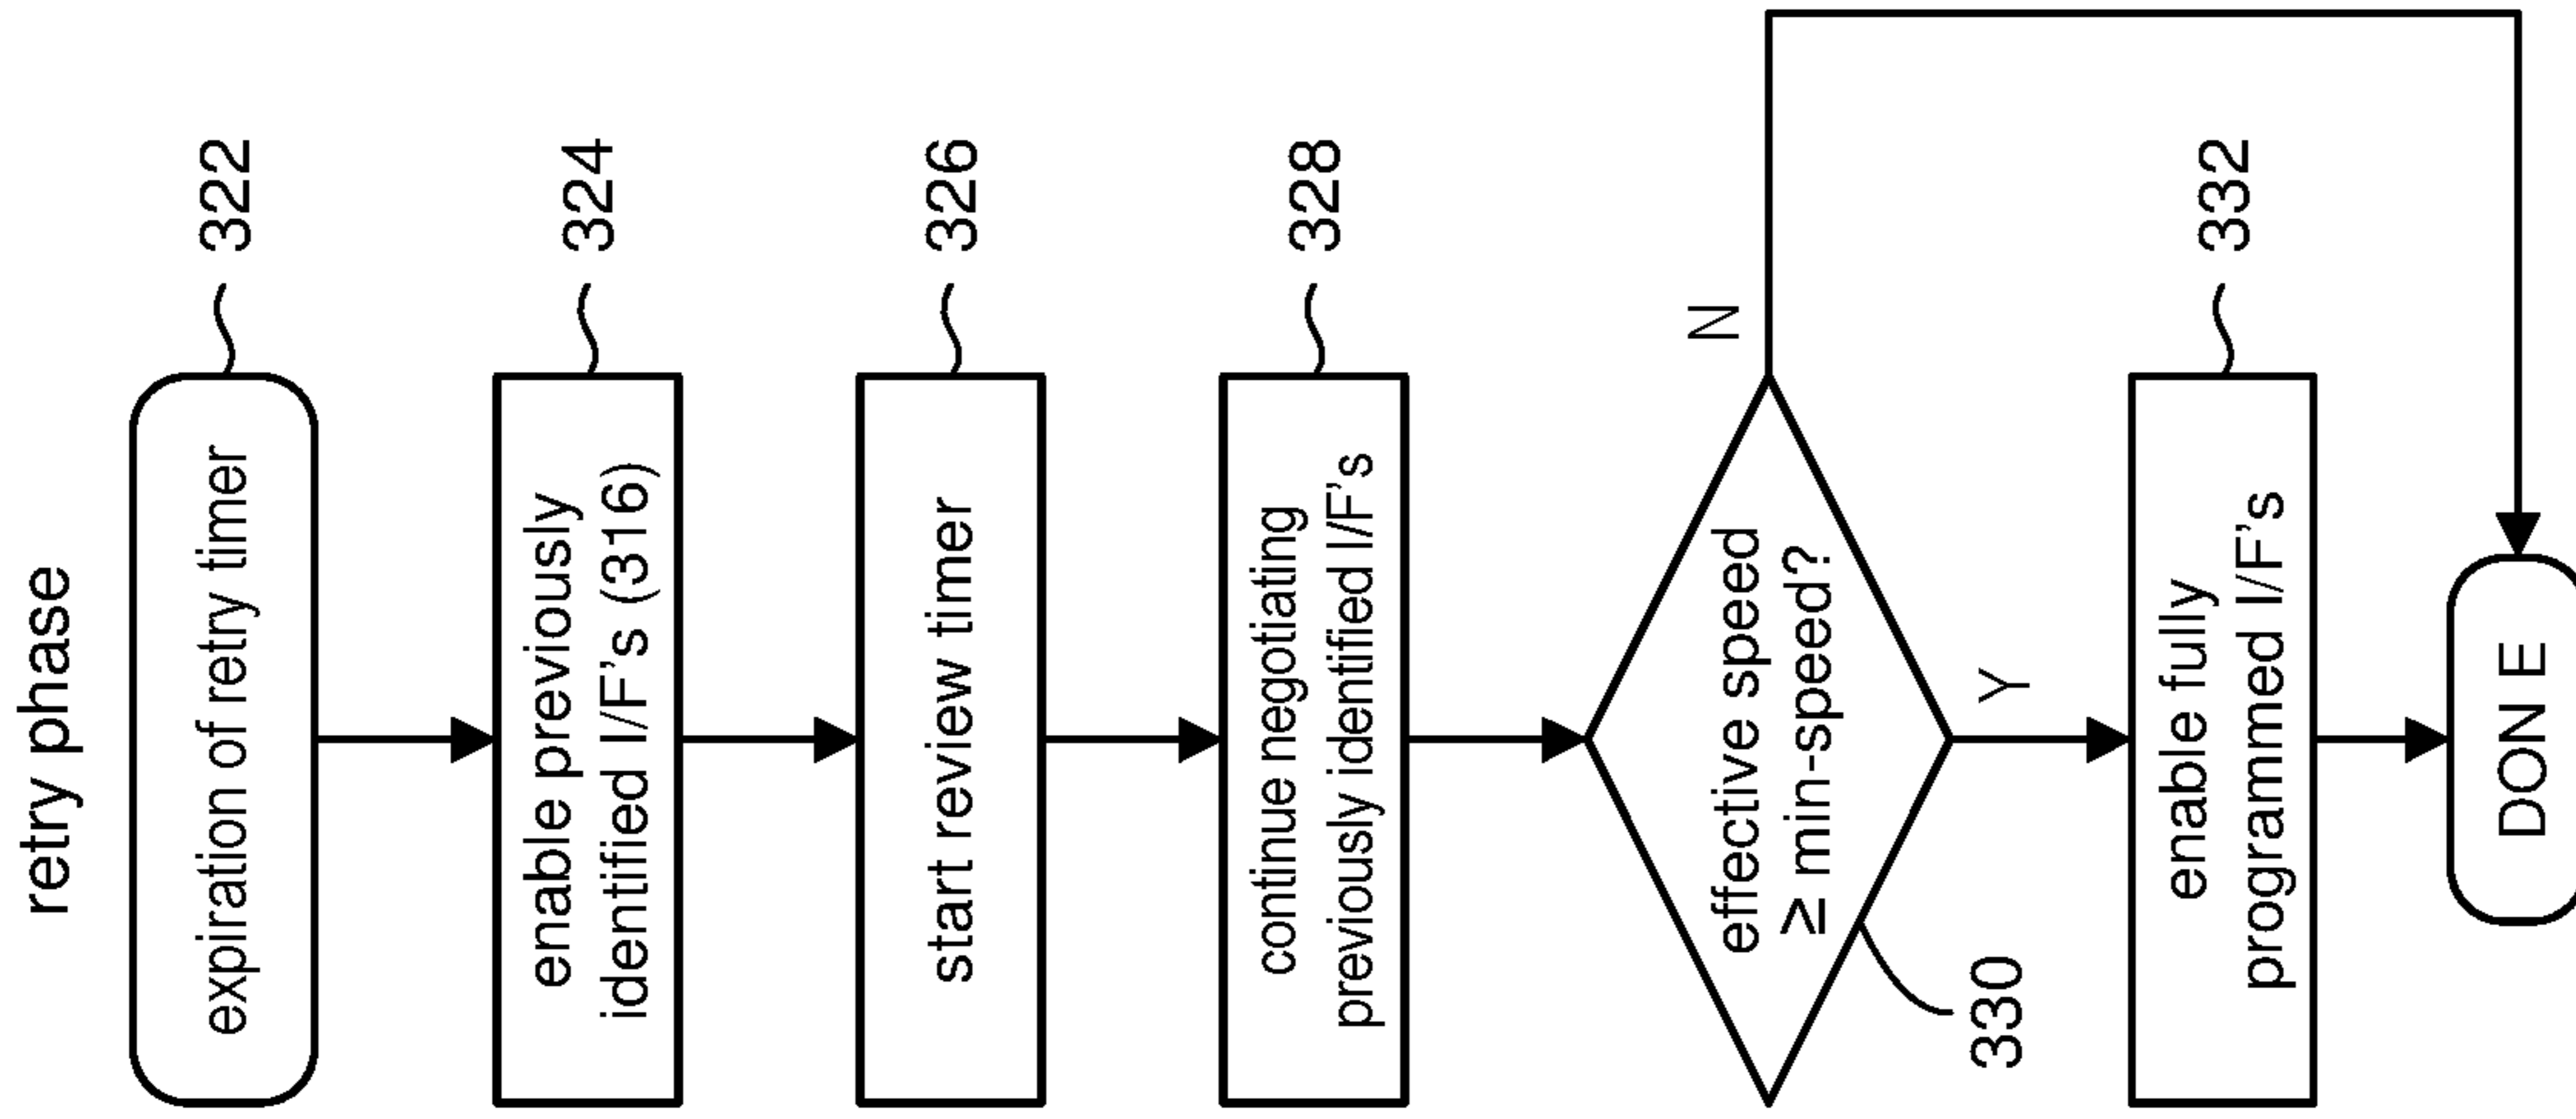 retry phase
expiration of retry timer
322
enable previously
identified I/F's (316)
324
start review timer
326
continue negotiating
previously identified I/F's
328
effective speed
≥ min-speed?
330
N
Y
enable fully
programmed I/F's
332
DON E